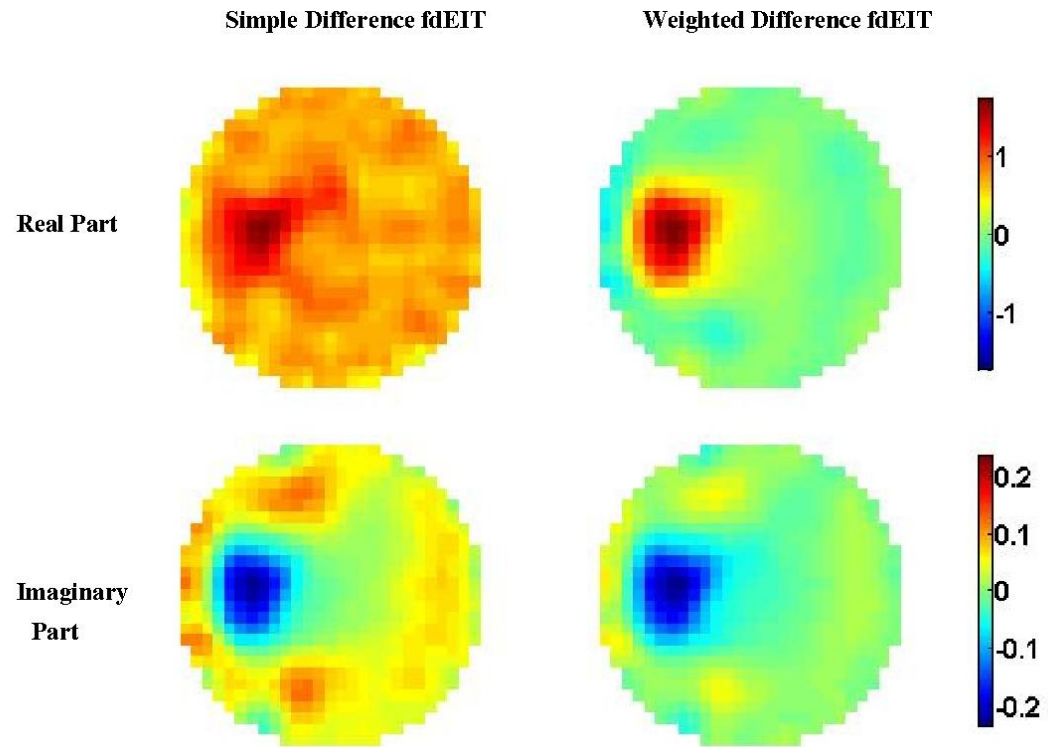 Simple Difference fdEIT
Weighted Difference fdEIT
Real Part
1
0
-1
Imaginary
Part
0.2
0.1
0
-0.1
-0.2